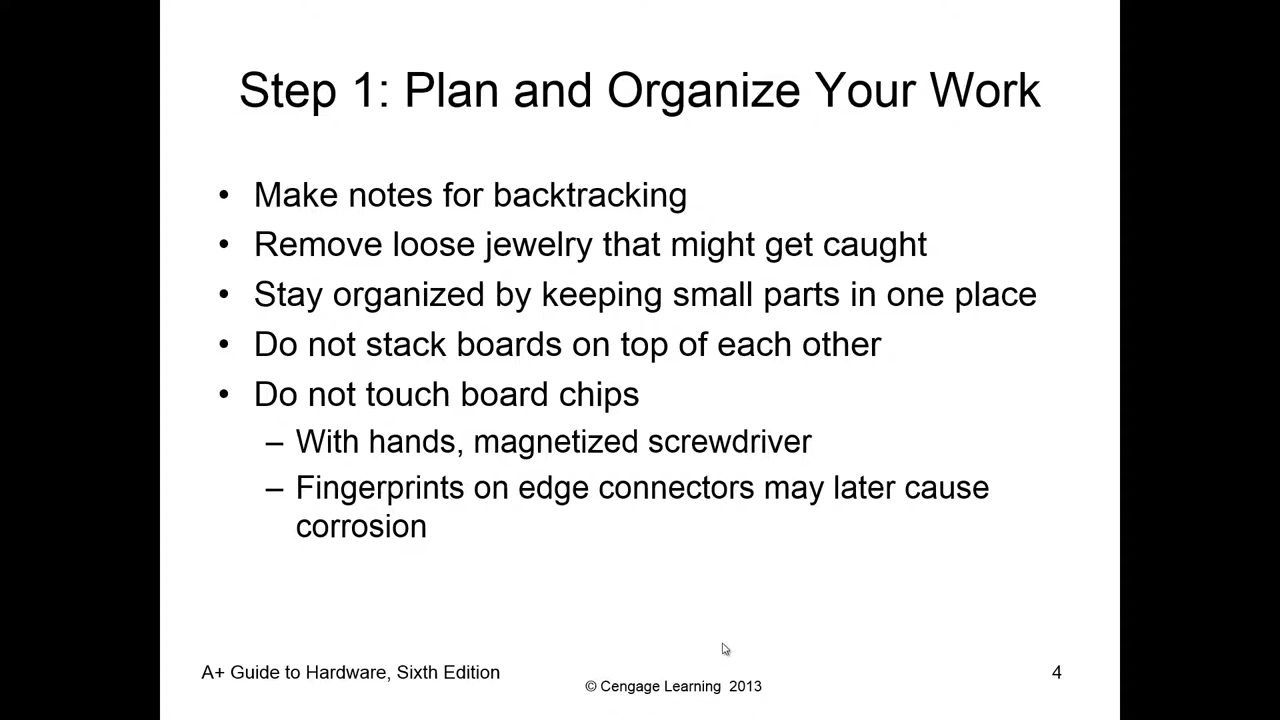 Step 1: Plan and Organize Your Work
• Make notes for backtracking
• Remove loose jewelry that might get caught
• Stay organized by keeping small parts in one place
• Do not stack boards on top of each other
• Do not touch board chips
– With hands, magnetized screwdriver
– Fingerprints on edge connectors may later cause
corrosion
A+ Guide to Hardware, Sixth Edition
© Cengage Learning 2013
4